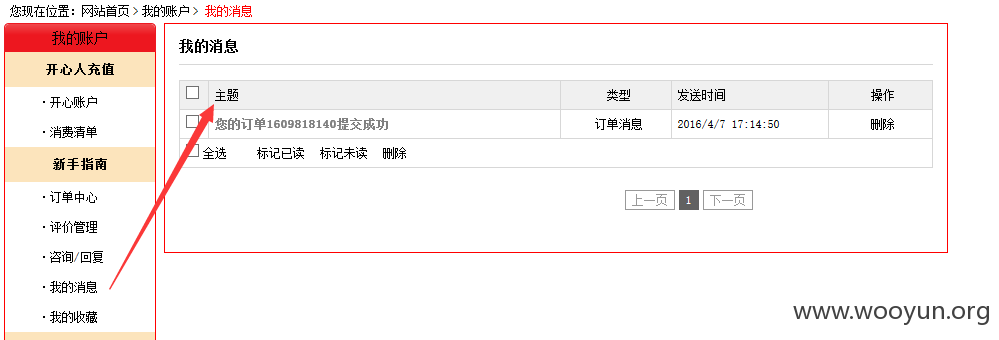 您现在位置：网站首页 > 我的账户 > 我的消息
我的账户
开心人充值
· 开心账户
· 消费清单
新手指南
· 订单中心
· 评价管理
· 咨询/回复
· 我的消息
· 我的收藏
我的消息
主题 类型 发送时间 操作
您的订单1609818140提交成功 订单消息 2016/4/7 17:14:50 删除
全选 标记已读 标记未读 删除
上一页 1 下一页
www.wooyun.org